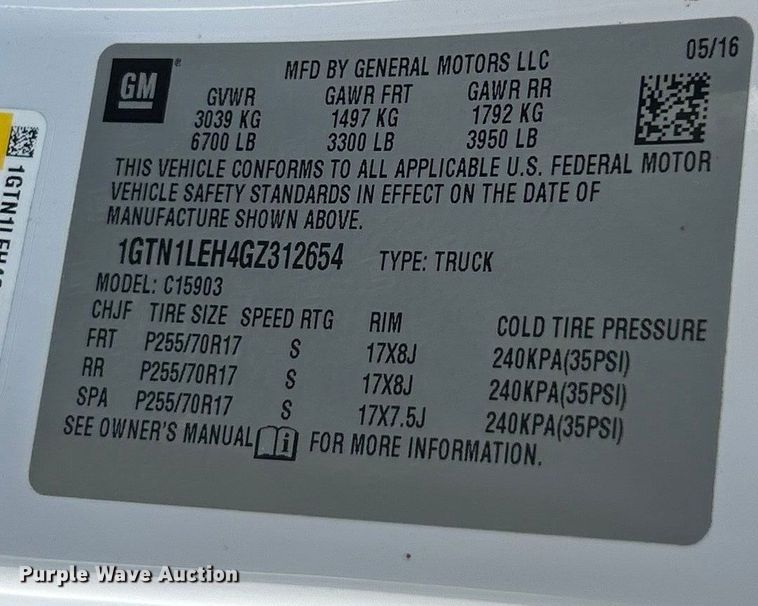 GM
®
MFD BY GENERAL MOTORS LLC
05/16
GVWR GAWR FRT GAWR RR
3039 KG 1497 KG 1792 KG
6700 LB 3300 LB 3950 LB
THIS VEHICLE CONFORMS TO ALL APPLICABLE U.S. FEDERAL MOTOR
VEHICLE SAFETY STANDARDS IN EFFECT ON THE DATE OF
MANUFACTURE SHOWN ABOVE.
1GTN1LEH4GZ312654 TYPE: TRUCK
MODEL: C15903
CHJF TIRE SIZE SPEED RTG RIM COLD TIRE PRESSURE
FRT P255/70R17 S 17X8J 240KPA(35PSI)
RR P255/70R17 S 17X8J 240KPA(35PSI)
SPA P255/70R17 S 17X7.5J 240KPA(35PSI)
SEE OWNER'S MANUAL i FOR MORE INFORMATION.
1GTN1LEH
Purple Wave Auction